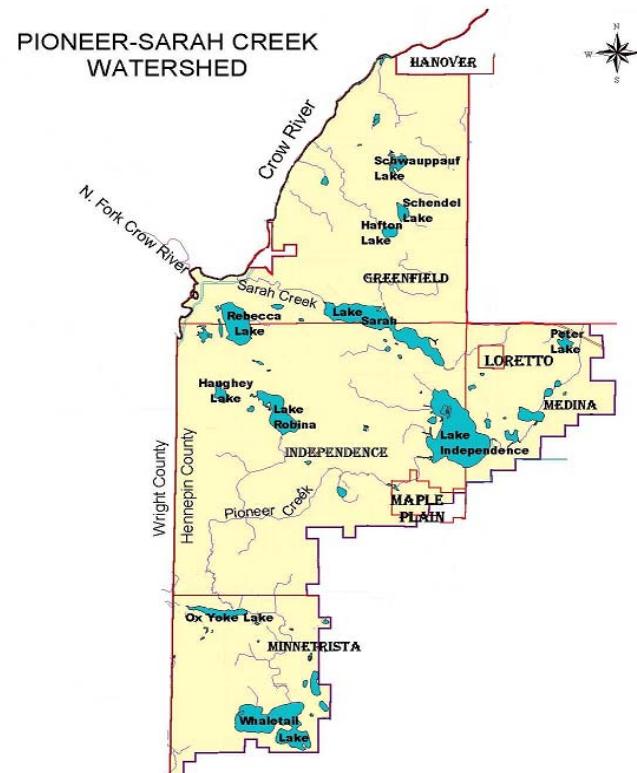 PIONEER-SARAH CREEK
WATERSHED
N
W
S
HANOVER
Crow River
Schwauppauf
Lake
Schendel
Lake
Hafton
Lake
N. Fork Crow River
GREENFIELD
Sarah Creek
Rebecca
Lake
Lake
Sarah
Peter
Lake
LORETTO
Haughey
Lake
MEDINA
Lake
Robina
Lake
Independence
INDEPENDENCE
Wright County
Hennepin County
Pioneer Creek
MAPLE
PLAIN
Ox Yoke Lake
MINNETRISTA
Whaletail
Lake